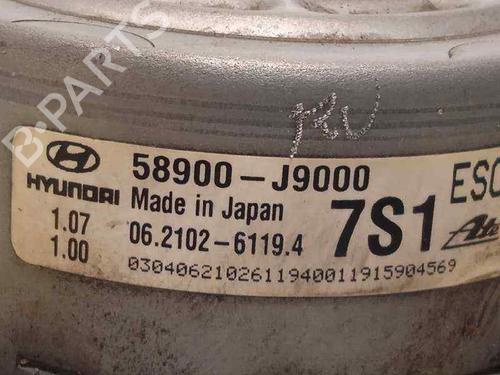 B-PARTS
HYUNDAI
58900-J9000
Made in Japan
ESC
1.07
1.00
06.2102-6119.4
7S1
Ate
0304062102611940011915904569